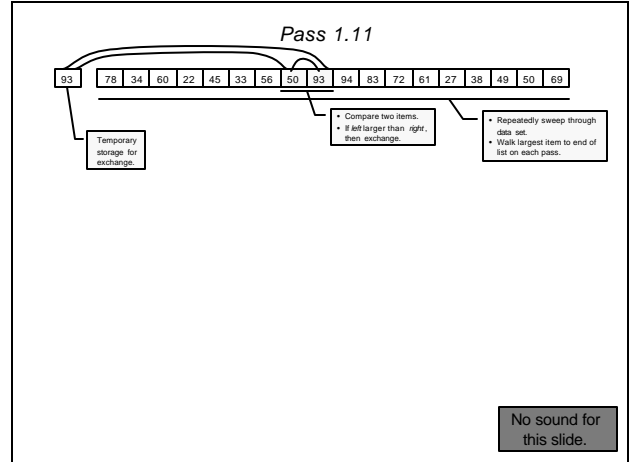 Pass 1.11
93 78 34 60 22 45 33 56 50 93 94 83 72 61 27 38 49 50 69
Temporary
storage for
exchange.
• Compare two items.
• If left larger than right,
then exchange.
• Repeatedly sweep through
data set.
• Walk largest item to end of
list on each pass.
No sound for
this slide.